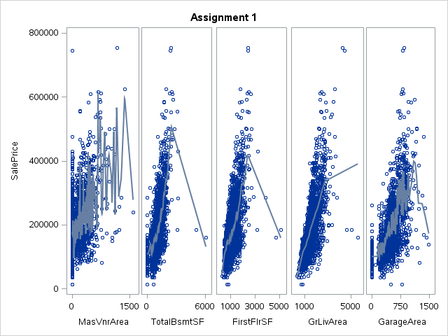 Assignment 1
800000
600000
400000
200000
0
SalePrice
0 1500 0 6000 1000 3000 1000 5000 0 750 1500
MasVnrArea TotalBsmtSF FirstFlrSF GrLivArea GarageArea